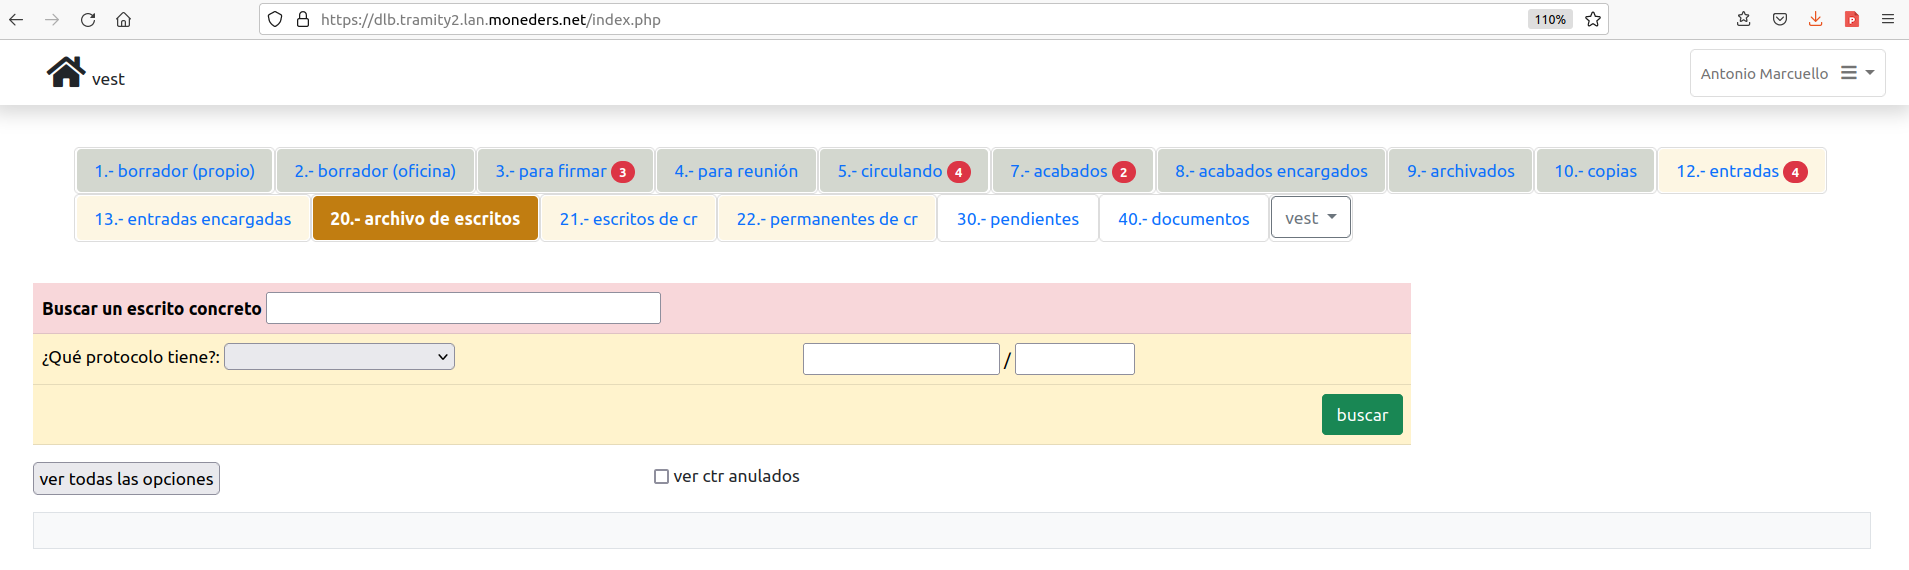 https://dlb.tramity2.lan.moneders.net/index.php 110%
vest Antonio Marcuello
1.- borrador (propio) 2.- borrador (oficina) 3.- para firmar 3 4.- para reunión 5.- circulando 4 7.- acabados 2 8.- acabados encargados 9.- archivados 10.- copias 12.- entradas 4
13.- entradas encargadas 20.- archivo de escritos 21.- escritos de cr 22.- permanentes de cr 30.- pendientes 40.- documentos vest
Buscar un escrito concreto
¿Qué protocolo tiene?: /
buscar
ver todas las opciones ver ctr anulados